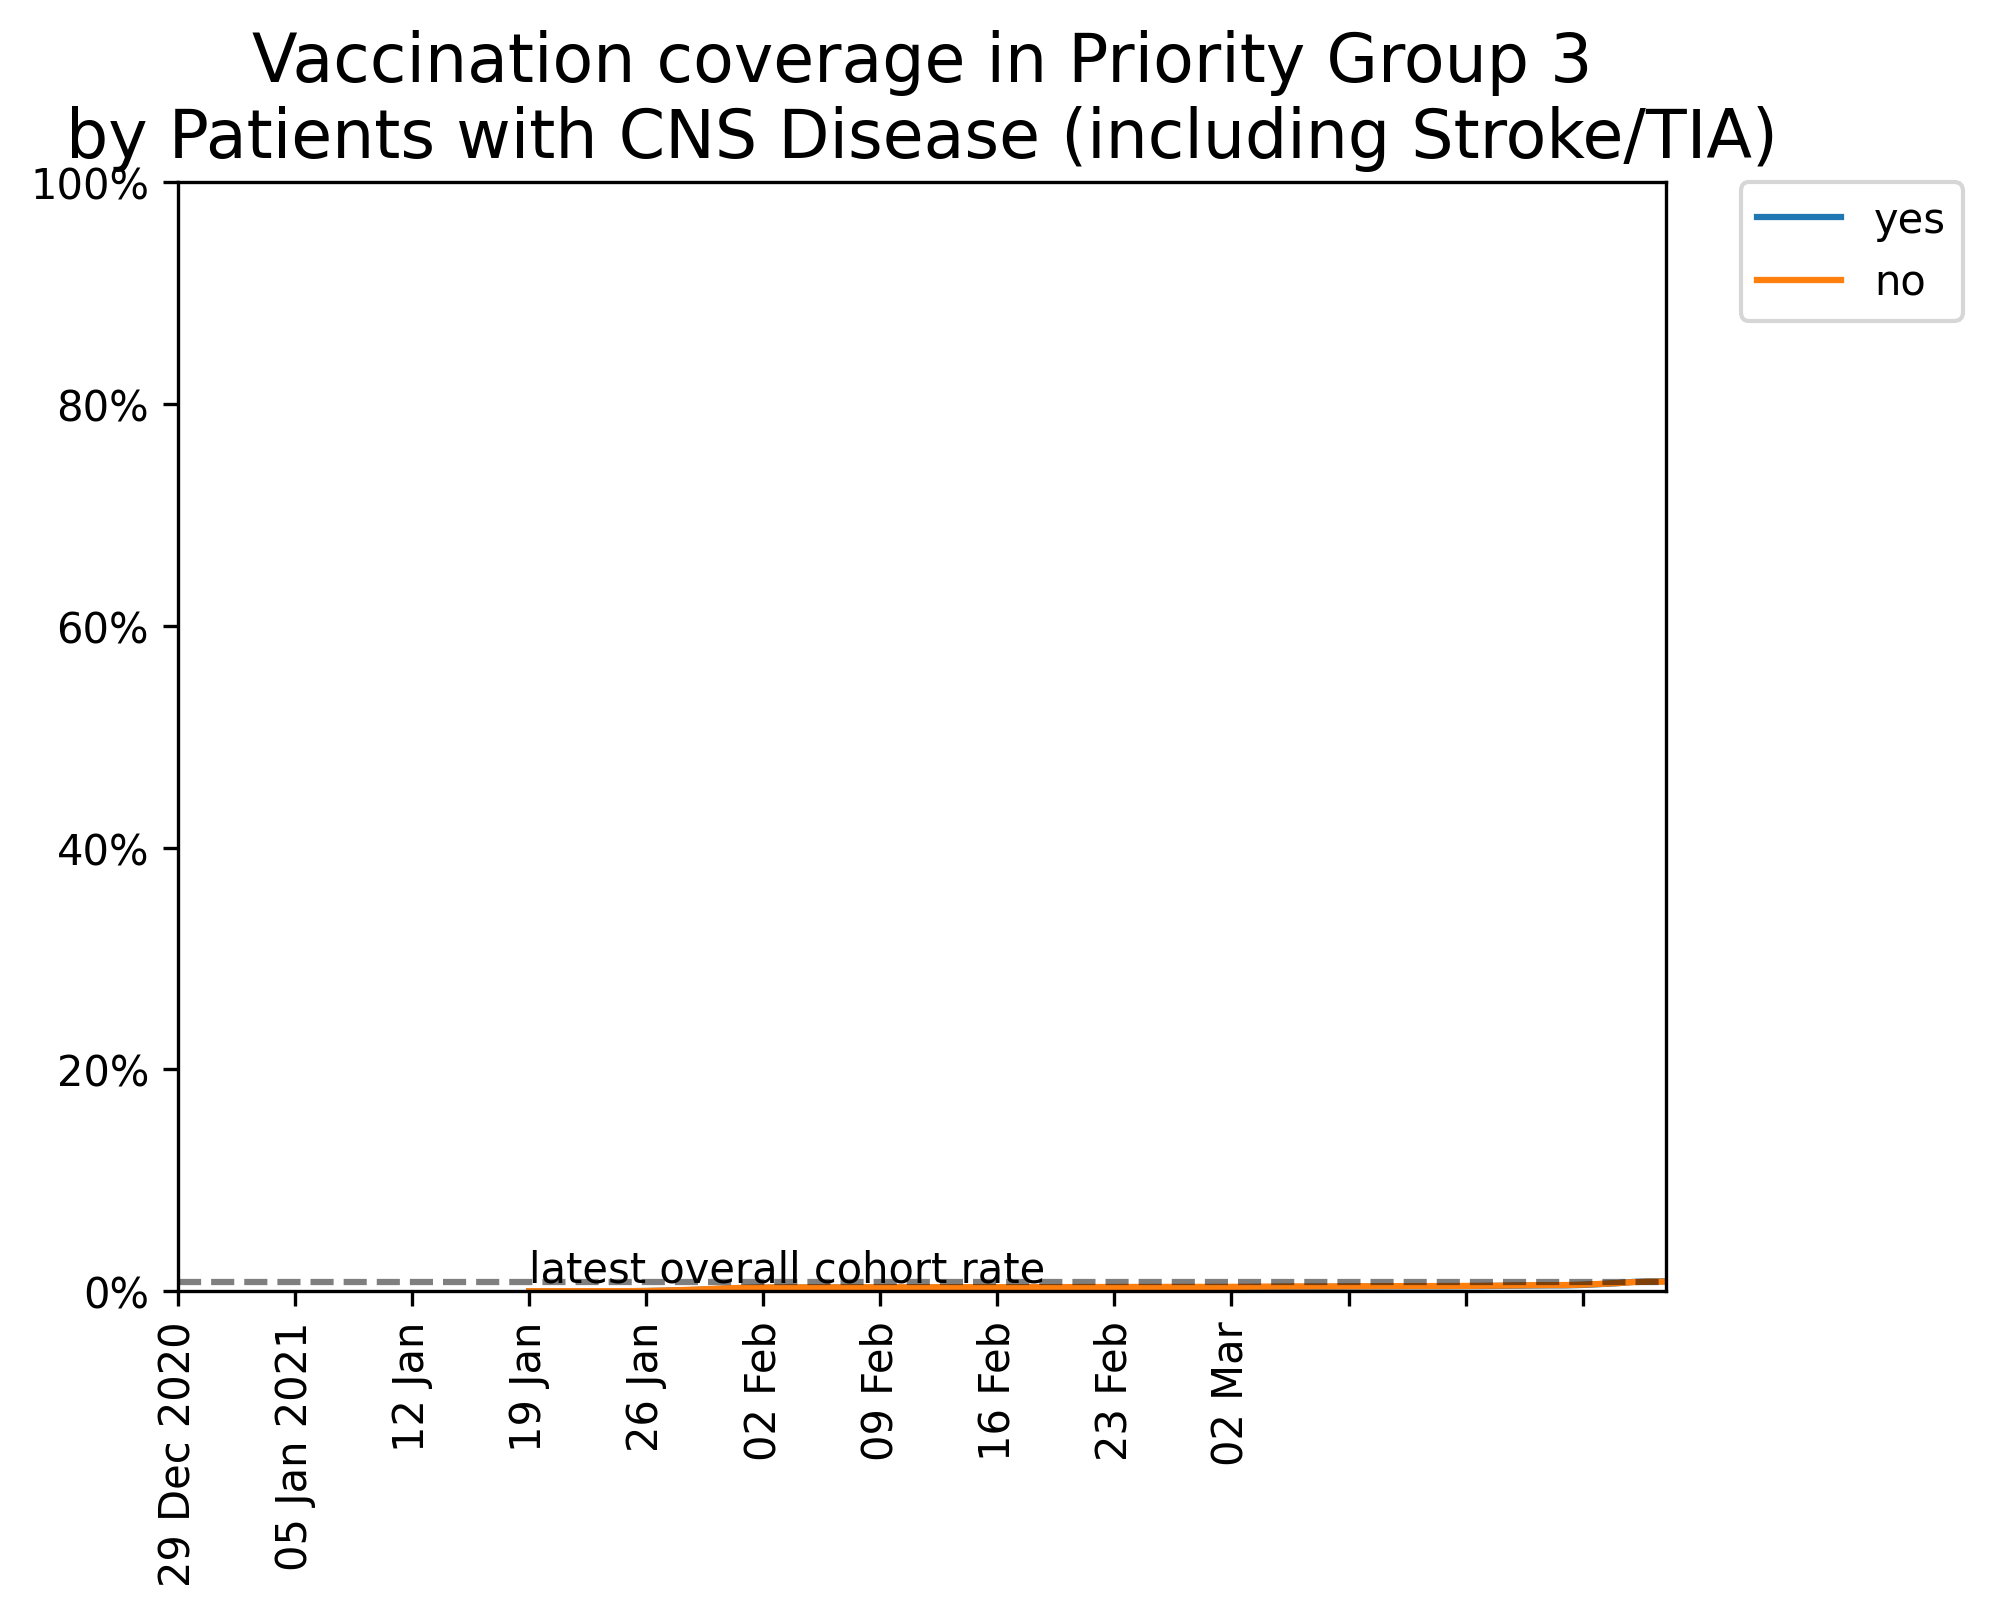 Vaccination coverage in Priority Group 3
by Patients with CNS Disease (including Stroke/TIA)
100%
80%
60%
40%
20%
0%
yes
no
latest overall cohort rate
29 Dec 2020
05 Jan 2021
12 Jan
19 Jan
26 Jan
02 Feb
09 Feb
16 Feb
23 Feb
02 Mar